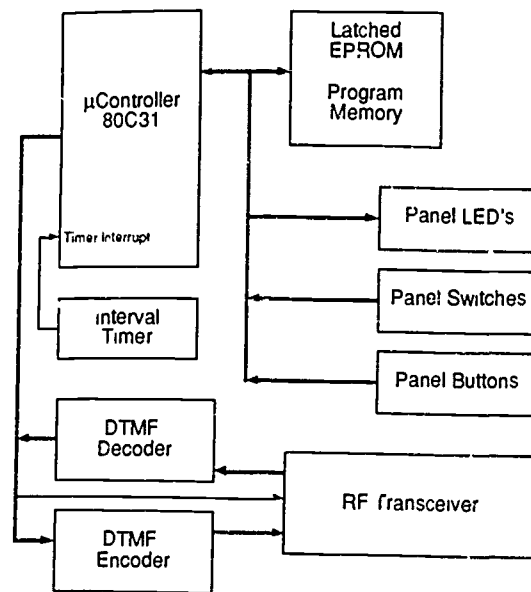 Latched
EPROM
Program
Memory
µController
80C31
Panel LED's
Timer Interrupt
Panel Switches
Interval
Timer
Panel Buttons
DTMF
Decoder
RF Transceiver
DTMF
Encoder